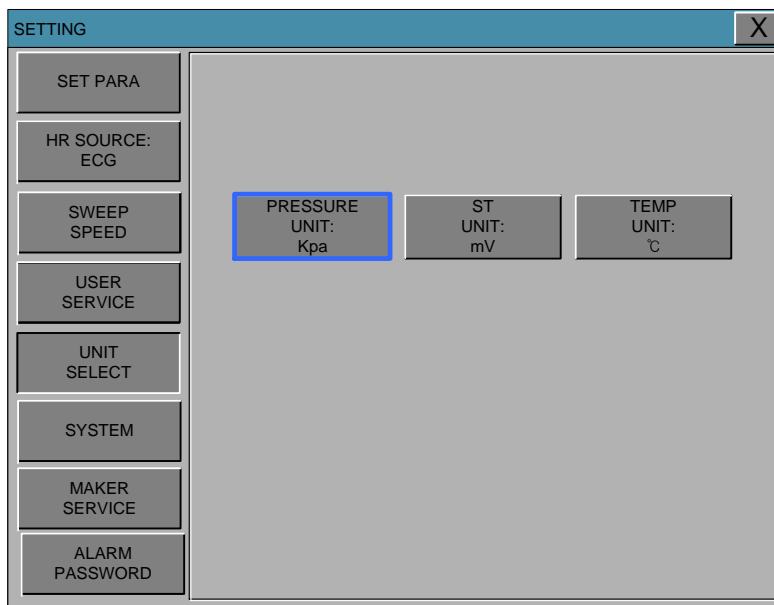 SETTING
X
SET PARA
HR SOURCE:
ECG
SWEEP
SPEED
USER
SERVICE
UNIT
SELECT
SYSTEM
MAKER
SERVICE
ALARM
PASSWORD
PRESSURE
UNIT:
Kpa
ST
UNIT:
mV
TEMP
UNIT:
℃